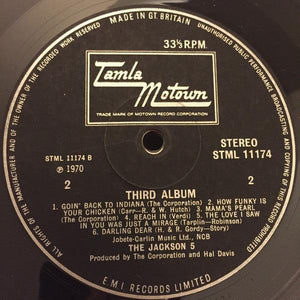 MADE IN GT. BRITAIN
ALL RIGHTS OF THE MANUFACTURER AND OF THE OWNER OF THE RECORDED WORK RESERVED
UNAUTHORISED PUBLIC PERFORMANCE, BROADCASTING AND COPYING OF THIS RECORD PROHIBITED
33⅓ R.P.M.
Tamla
Motown
TRADE MARK OF MOTOWN RECORD CORPORATION
STML 11174 B
℗ 1970
2
STEREO
STML 11174
2
THIRD ALBUM
1. GOIN' BACK TO INDIANA (The Corporation) 2. HOW FUNKY IS
YOUR CHICKEN (Carr—R. & W. Hutch) 3. MAMA'S PEARL
(The Corporation) 4. REACH IN (Verdi) 5. THE LOVE I SAW
IN YOU WAS JUST A MIRAGE (Tarplin—Robinson)
6. DARLING DEAR (H. & R. Gordy—Story)
Jobete-Carlin Music Ltd., NCB
THE JACKSON 5
Produced by The Corporation and Hal Davis
E.M.I. RECORDS LIMITED